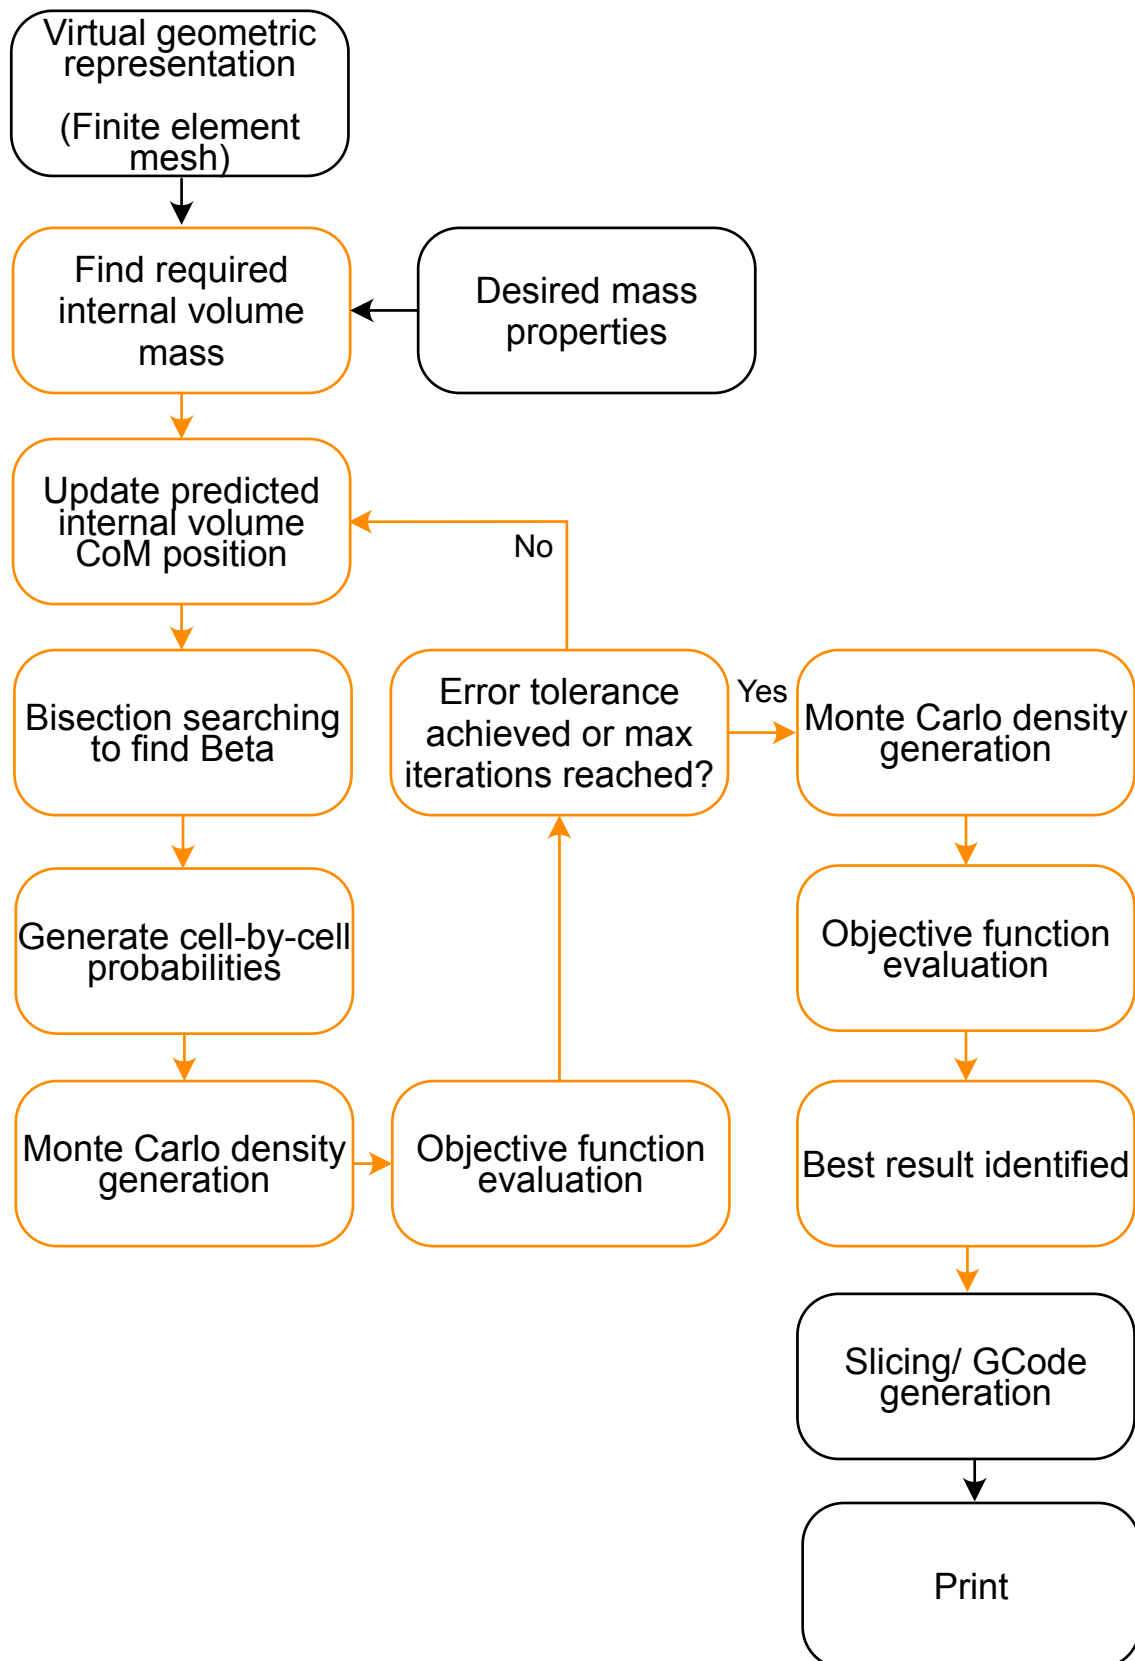 Virtual geometric
representation
(Finite element
mesh)
Find required
internal volume
mass
Desired mass
properties
Update predicted
internal volume
CoM position
No
Bisection searching
to find Beta
Error tolerance
achieved or max
iterations reached?
Yes
Monte Carlo density
generation
Generate cell-by-cell
probabilities
Objective function
evaluation
Monte Carlo density
generation
Objective function
evaluation
Best result identified
Slicing/ GCode
generation
Print